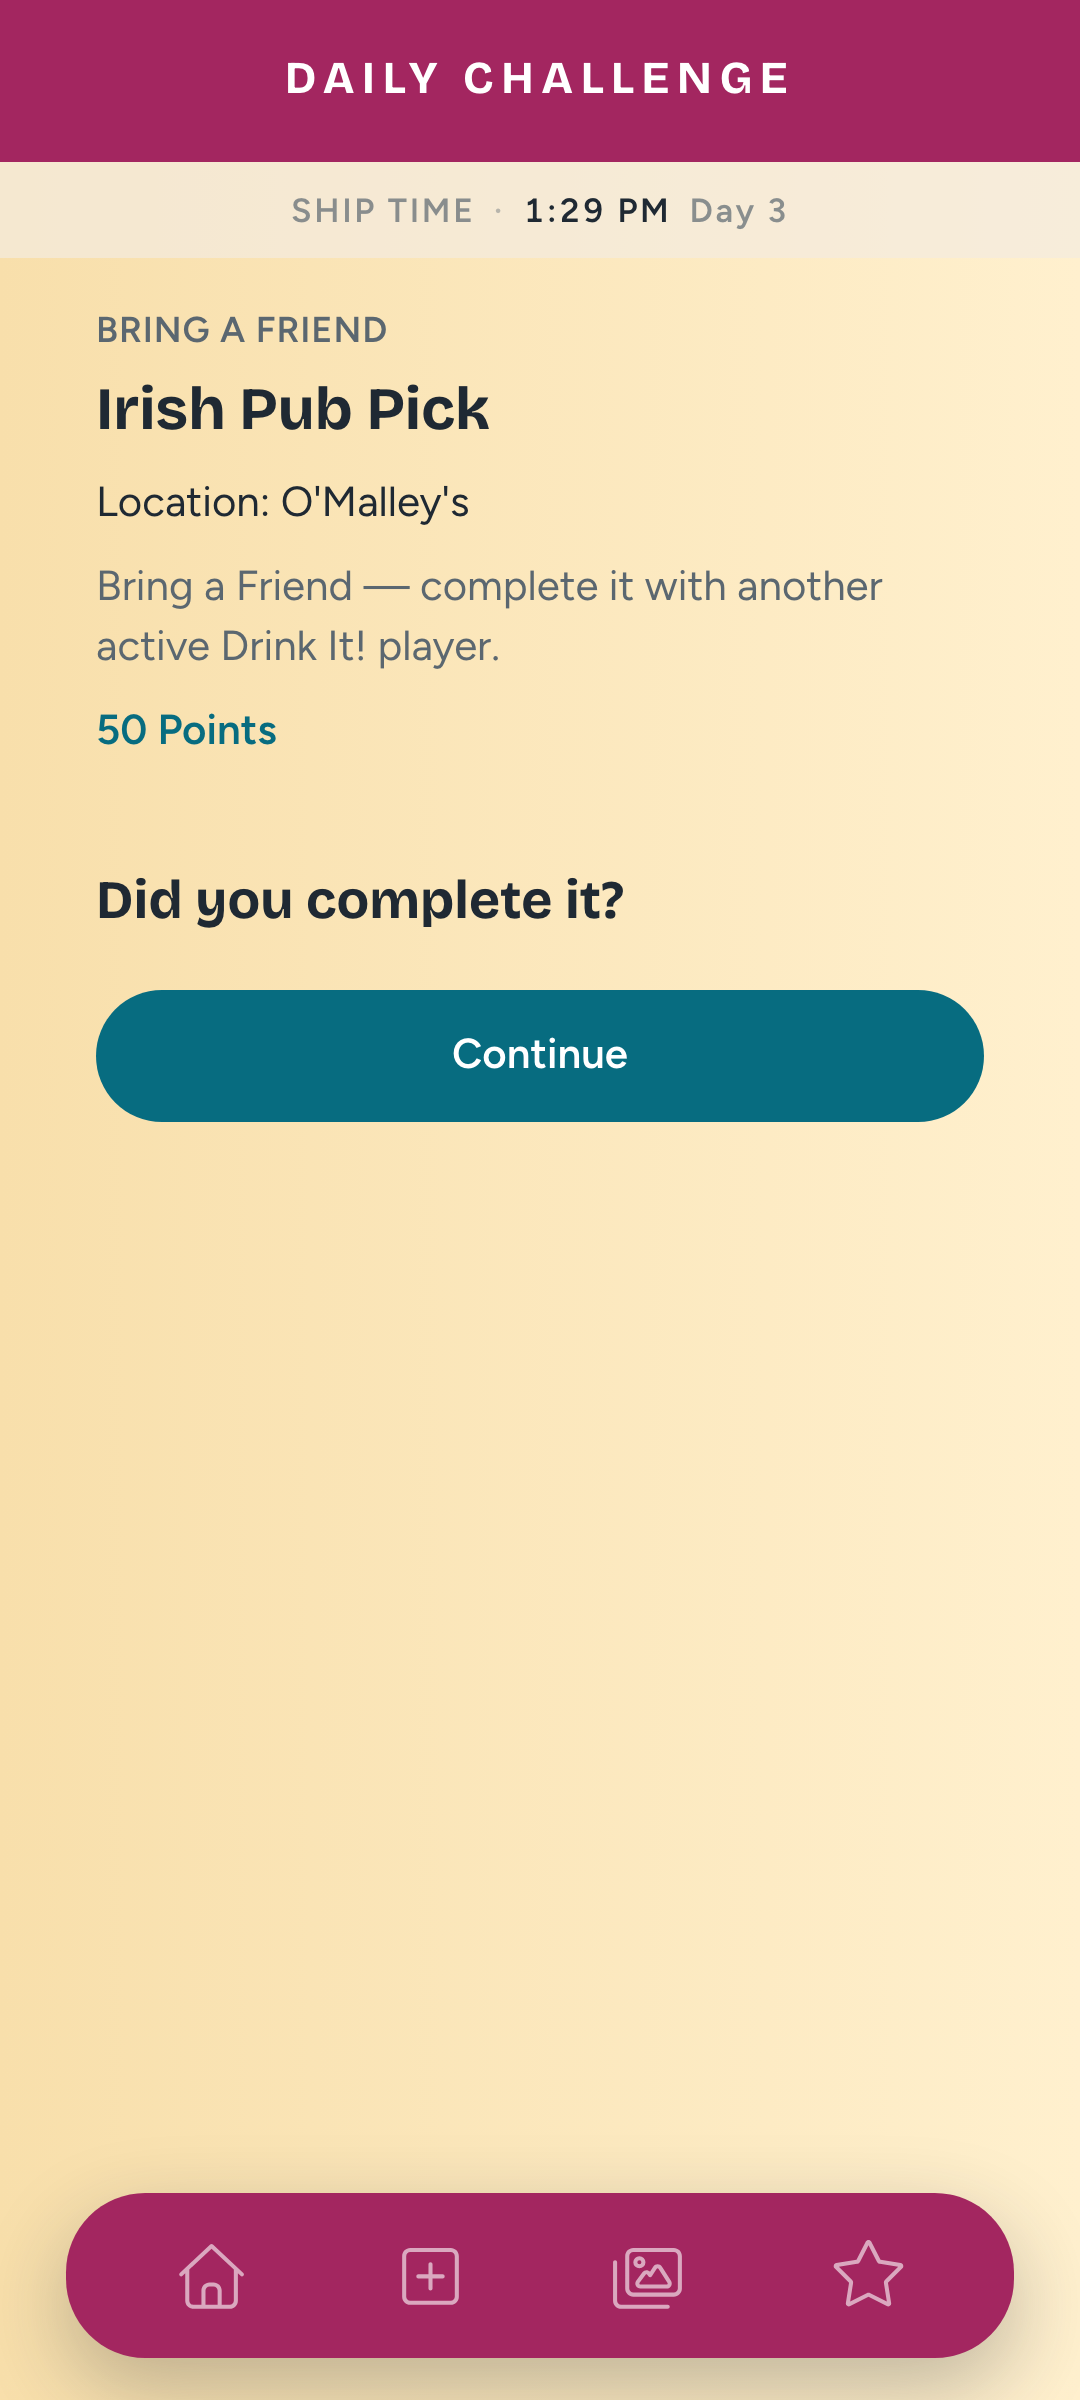 DAILY CHALLENGE
SHIP TIME · 1:29 PM Day 3
BRING A FRIEND
Irish Pub Pick
Location: O'Malley's
Bring a Friend — complete it with another
active Drink It! player.
50 Points
Did you complete it?
Continue